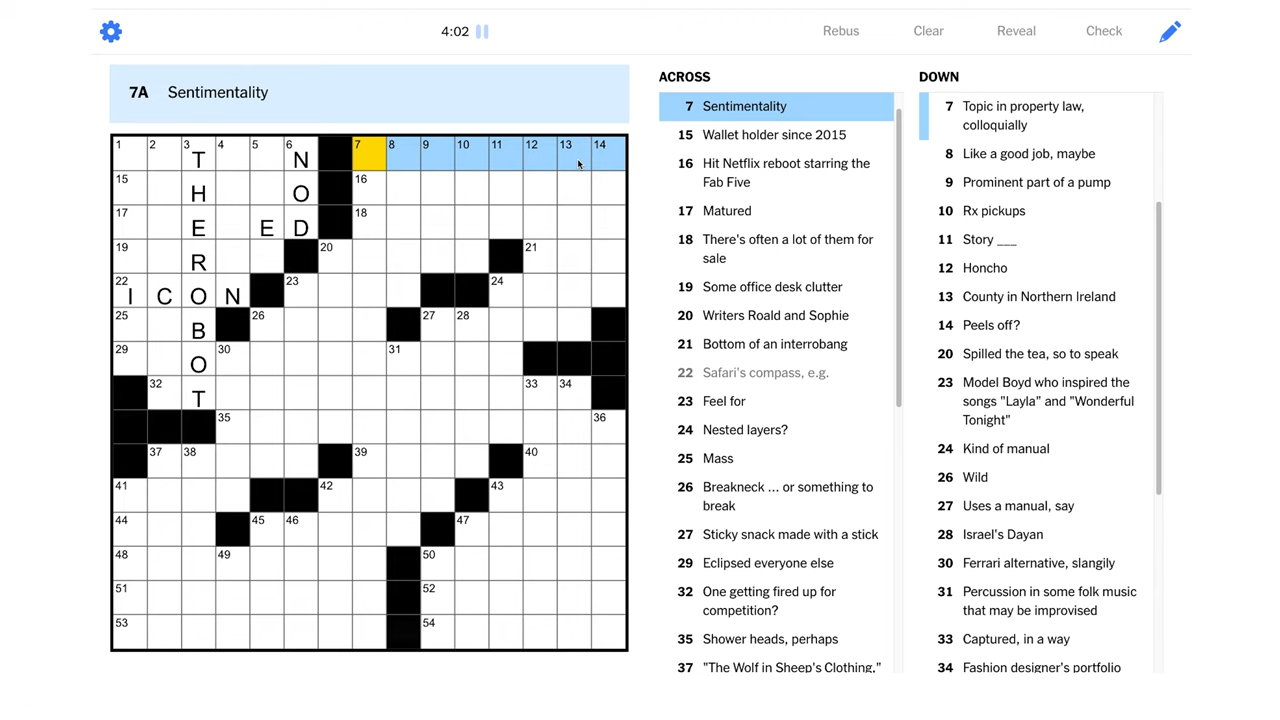 4:02
Rebus Clear Reveal Check
7A Sentimentality
ACROSS
7 Sentimentality
15 Wallet holder since 2015
16 Hit Netflix reboot starring the
Fab Five
17 Matured
18 There's often a lot of them for
sale
19 Some office desk clutter
20 Writers Roald and Sophie
21 Bottom of an interrobang
22 Safari's compass, e.g.
23 Feel for
24 Nested layers?
25 Mass
26 Breakneck ... or something to
break
27 Sticky snack made with a stick
29 Eclipsed everyone else
32 One getting fired up for
competition?
35 Shower heads, perhaps
37 "The Wolf in Sheep's Clothing,"
DOWN
7 Topic in property law,
colloquially
8 Like a good job, maybe
9 Prominent part of a pump
10 Rx pickups
11 Story ___
12 Honcho
13 County in Northern Ireland
14 Peels off?
20 Spilled the tea, so to speak
23 Model Boyd who inspired the
songs "Layla" and "Wonderful
Tonight"
24 Kind of manual
26 Wild
27 Uses a manual, say
28 Israel's Dayan
30 Ferrari alternative, slangily
31 Percussion in some folk music
that may be improvised
33 Captured, in a way
34 Fashion designer's portfolio
1 2 3 T 4 5 6 N 7 8 9 10 11 12 13 14
15 H O 16
17 E E D 18
19 R 20 21
22 I C O N 23 24
25 B 26 27 28
29 O 30 31
32 T 33 34
35 36
37 38 39 40
41 42 43
44 45 46 47
48 49 50
51 52
53 54